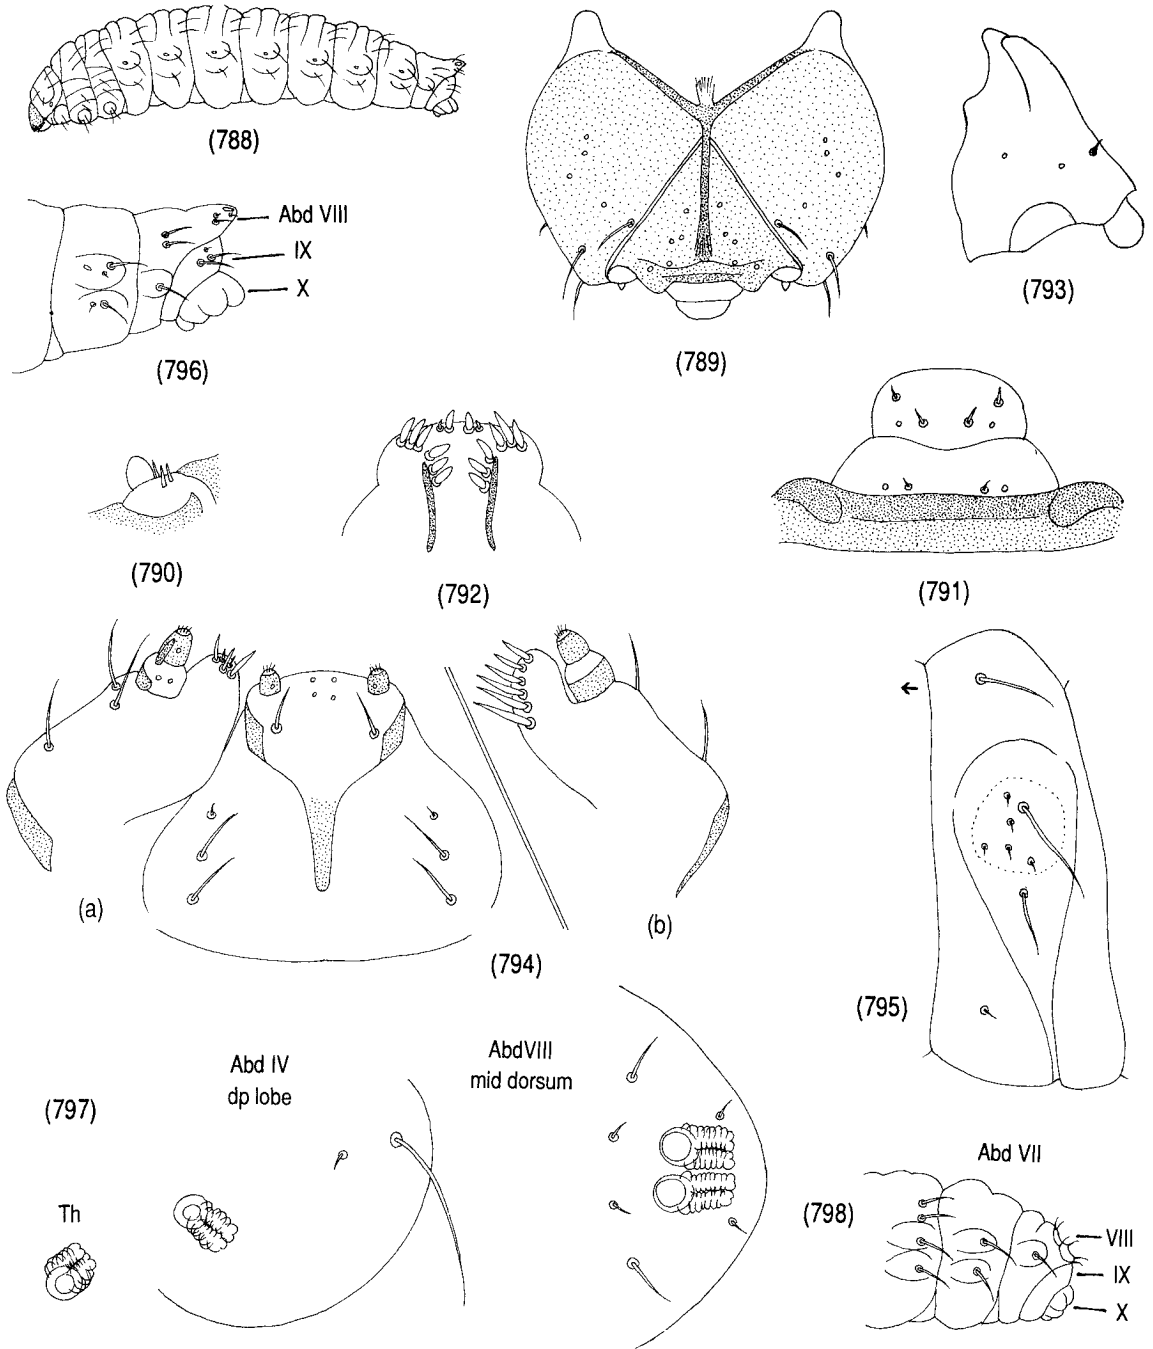 (788)
Abd VIII
IX
X
(796)
(789)
(793)
(790)
(792)
(791)
(a)
(b)
(794)
(795)
(797)
Th
Abd IV
dp lobe
AbdVIII
mid dorsum
Abd VII
(798)
VIII
IX
X